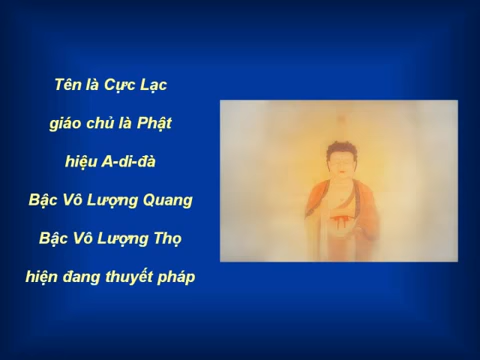 Tên là Cực Lạc
giáo chủ là Phật
hiệu A-di-đà
Bậc Vô Lượng Quang
Bậc Vô Lượng Thọ
hiện đang thuyết pháp